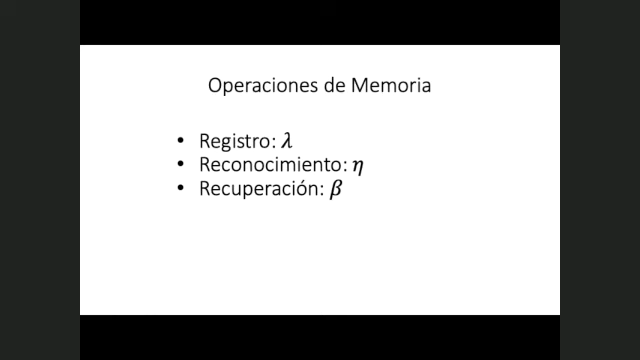 Operaciones de Memoria
• Registro: λ
• Reconocimiento: η
• Recuperación: β